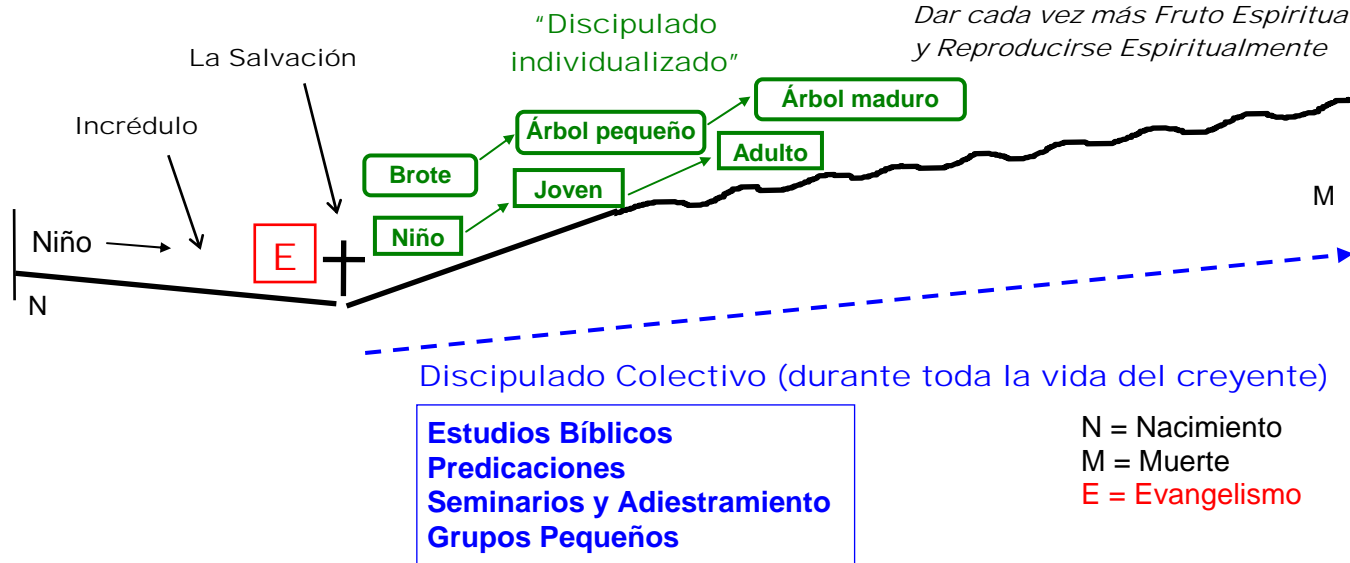 Dar cada vez más Fruto Espiritua
y Reproducirse Espiritualmente
"Discipulado
individualizado"
La Salvación
Incrédulo
Árbol maduro
Árbol pequeño
Adulto
Brote
Joven
Niño
E
Niño
N
M
Discipulado Colectivo (durante toda la vida del creyente)
Estudios Bíblicos
Predicaciones
Seminarios y Adiestramiento
Grupos Pequeños
N = Nacimiento
M = Muerte
E = Evangelismo